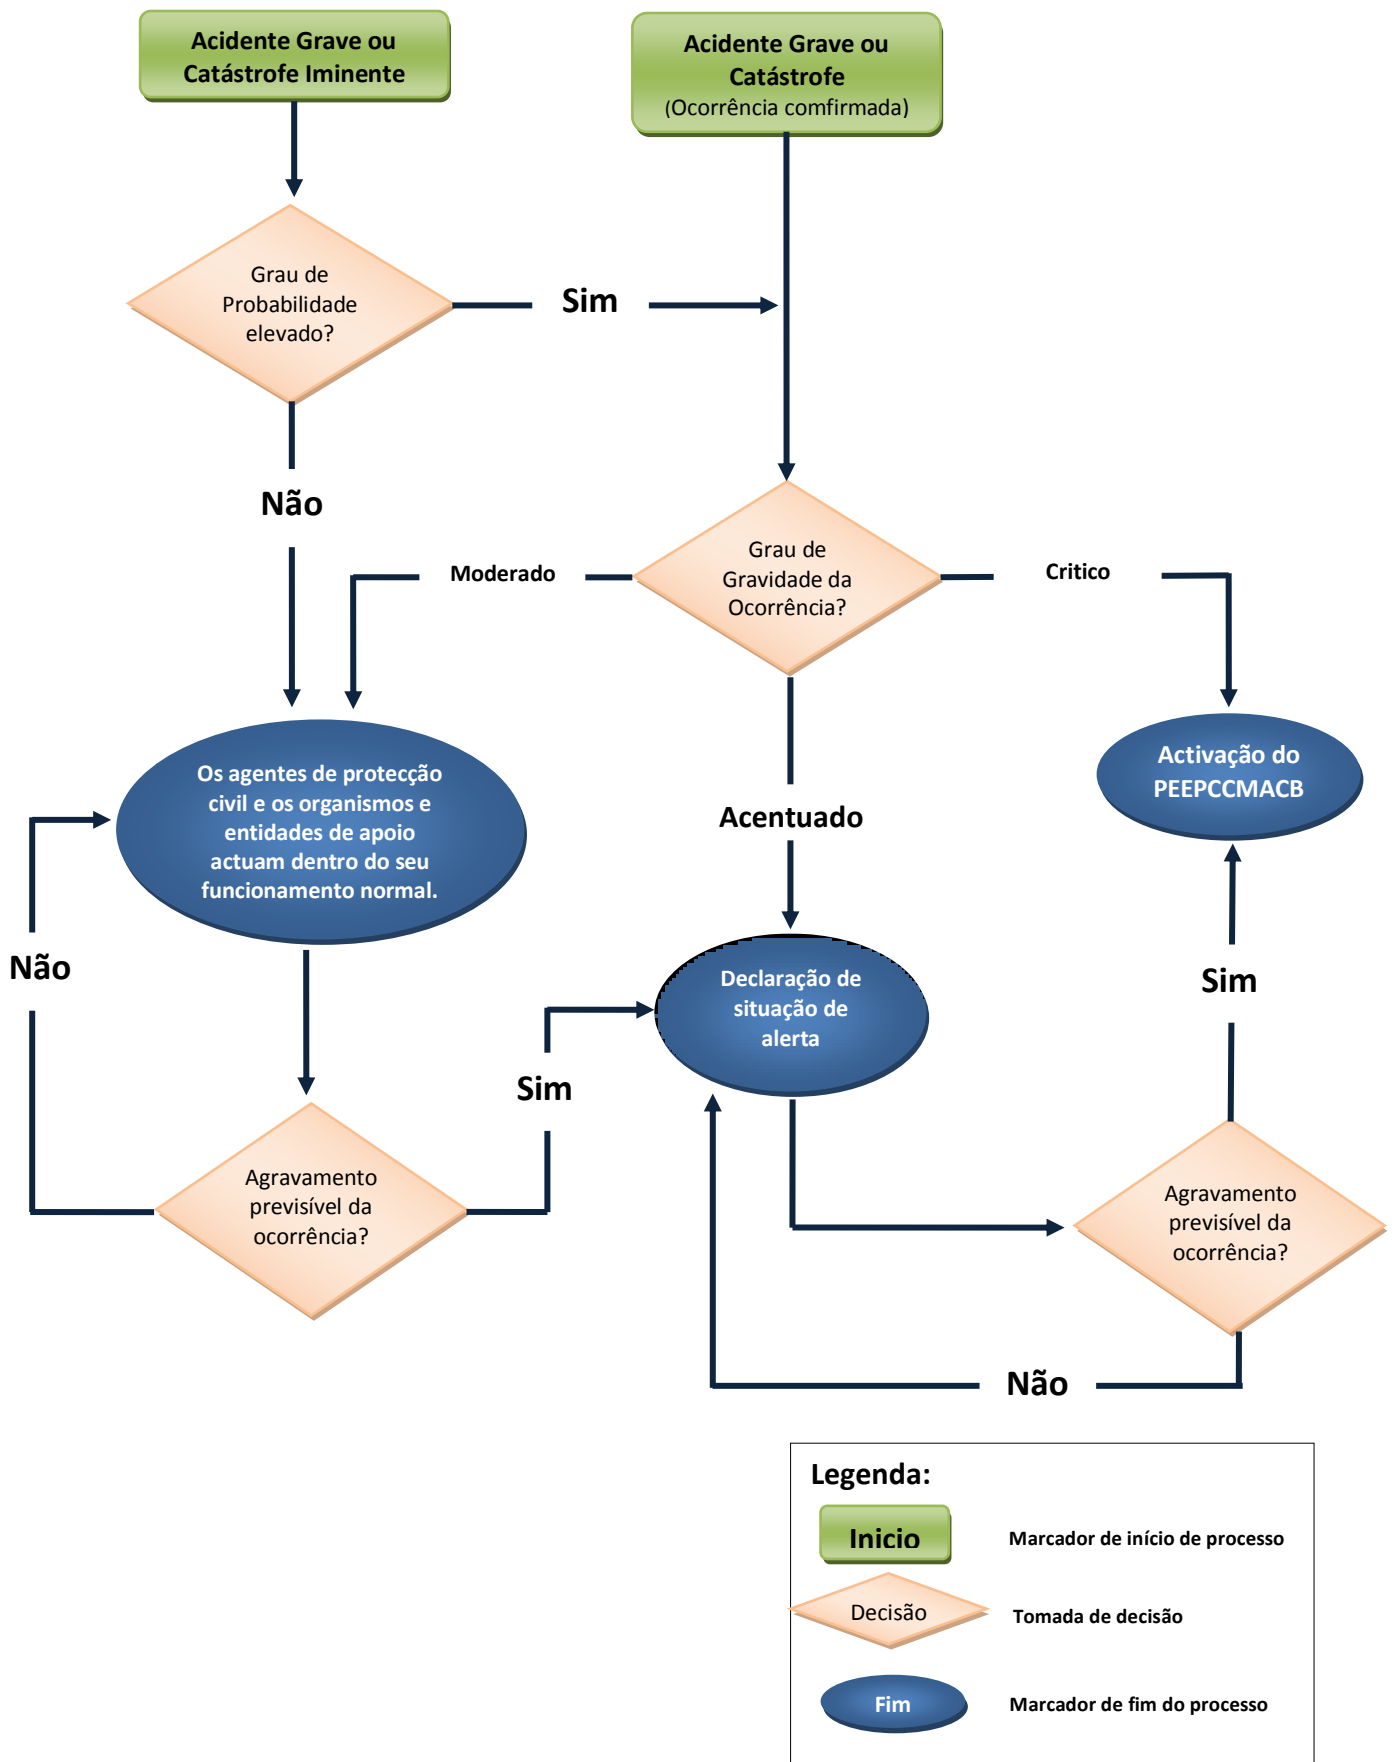 Acidente Grave ou
Catástrofe Iminente
Acidente Grave ou
Catástrofe
(Ocorrência comfirmada)
Grau de
Probabilidade
elevado?
Sim
Não
Grau de
Gravidade da
Ocorrência?
Moderado
Critico
Os agentes de protecção
civil e os organismos e
entidades de apoio
actuam dentro do seu
funcionamento normal.
Activação do
PEEPCCMACB
Acentuado
Não
Declaração de
situação de
alerta
Sim
Sim
Agravamento
previsível da
ocorrência?
Agravamento
previsível da
ocorrência?
Não
Legenda:
Inicio
Marcador de início de processo
Decisão
Tomada de decisão
Fim
Marcador de fim do processo